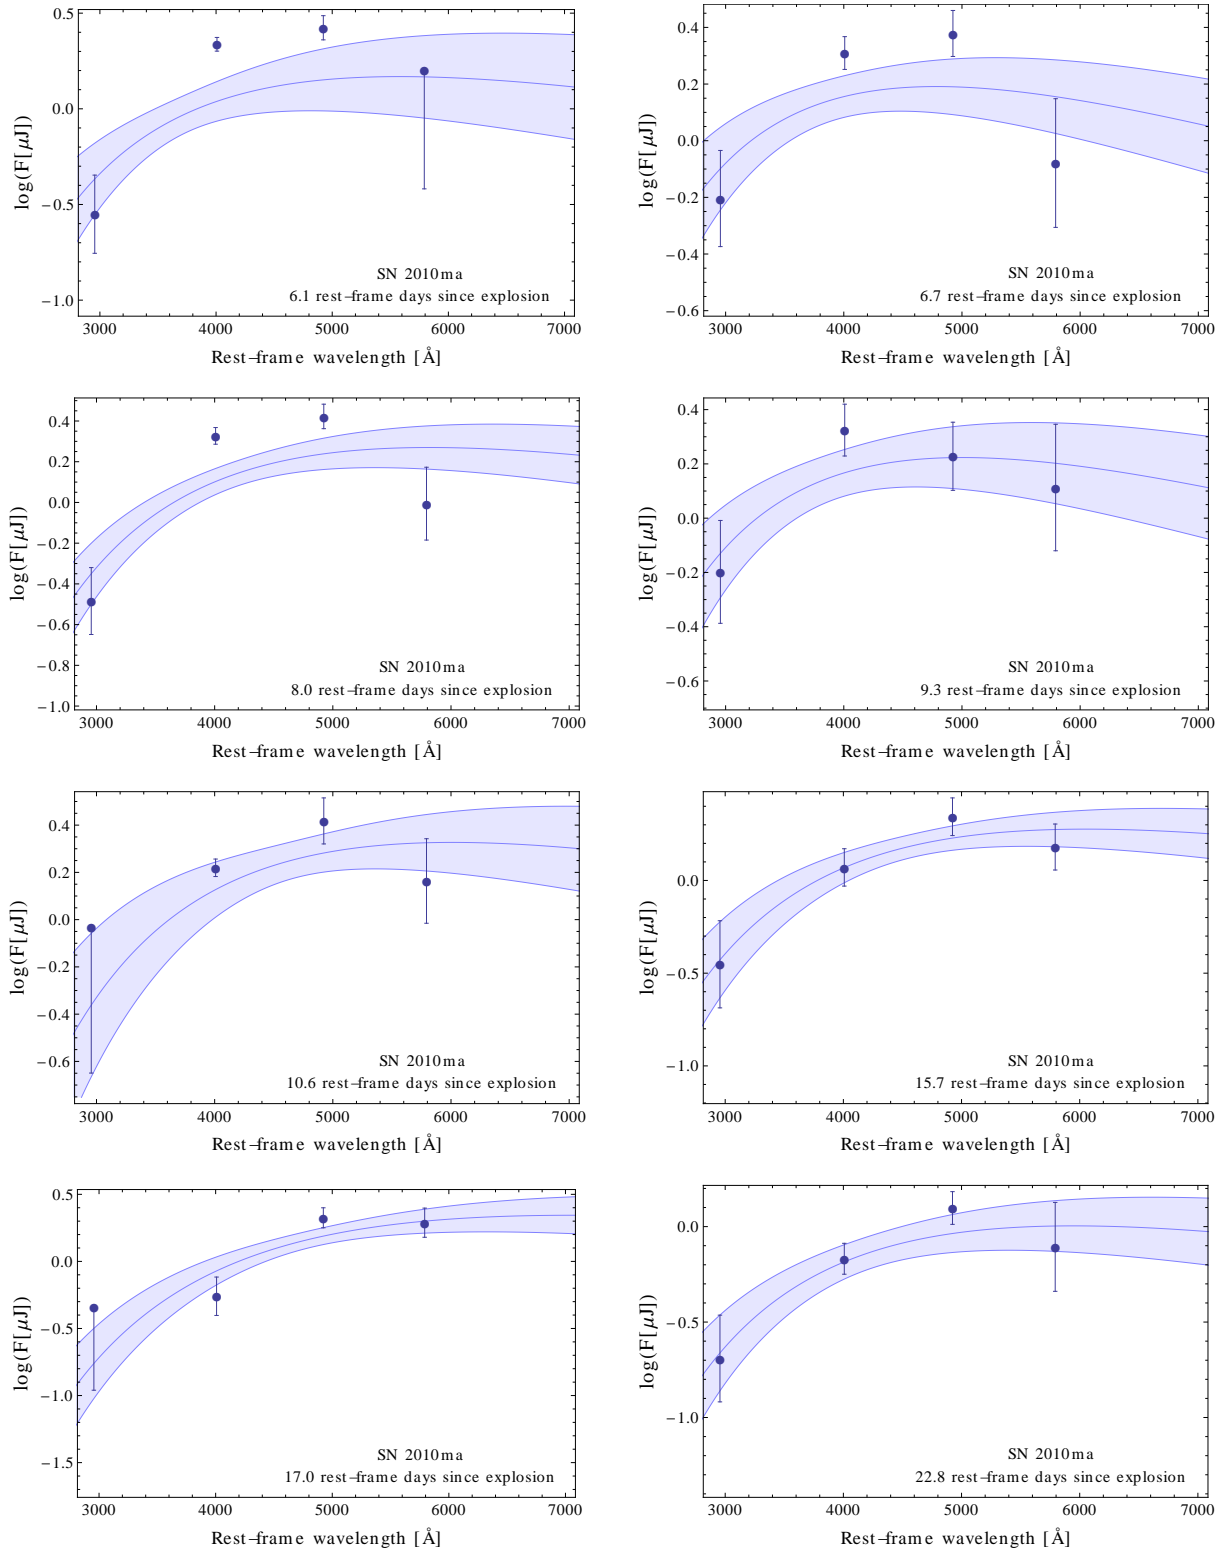 0.5
0.0
−0.5
−1.0
log(F[μJ])
SN 2010ma
6.1 rest−frame days since explosion
3000 4000 5000 6000 7000
Rest−frame wavelength [Å]
0.4
0.2
0.0
−0.2
−0.4
−0.6
log(F[μJ])
SN 2010ma
6.7 rest−frame days since explosion
3000 4000 5000 6000 7000
Rest−frame wavelength [Å]
0.4
0.2
0.0
−0.2
−0.4
−0.6
−0.8
−1.0
log(F[μJ])
SN 2010ma
8.0 rest−frame days since explosion
3000 4000 5000 6000 7000
Rest−frame wavelength [Å]
0.4
0.2
0.0
−0.2
−0.4
−0.6
log(F[μJ])
SN 2010ma
9.3 rest−frame days since explosion
3000 4000 5000 6000 7000
Rest−frame wavelength [Å]
0.4
0.2
0.0
−0.2
−0.4
−0.6
log(F[μJ])
SN 2010ma
10.6 rest−frame days since explosion
3000 4000 5000 6000 7000
Rest−frame wavelength [Å]
0.0
−0.5
−1.0
log(F[μJ])
SN 2010ma
15.7 rest−frame days since explosion
3000 4000 5000 6000 7000
Rest−frame wavelength [Å]
0.5
0.0
−0.5
−1.0
−1.5
log(F[μJ])
SN 2010ma
17.0 rest−frame days since explosion
3000 4000 5000 6000 7000
Rest−frame wavelength [Å]
0.0
−0.5
−1.0
log(F[μJ])
SN 2010ma
22.8 rest−frame days since explosion
3000 4000 5000 6000 7000
Rest−frame wavelength [Å]